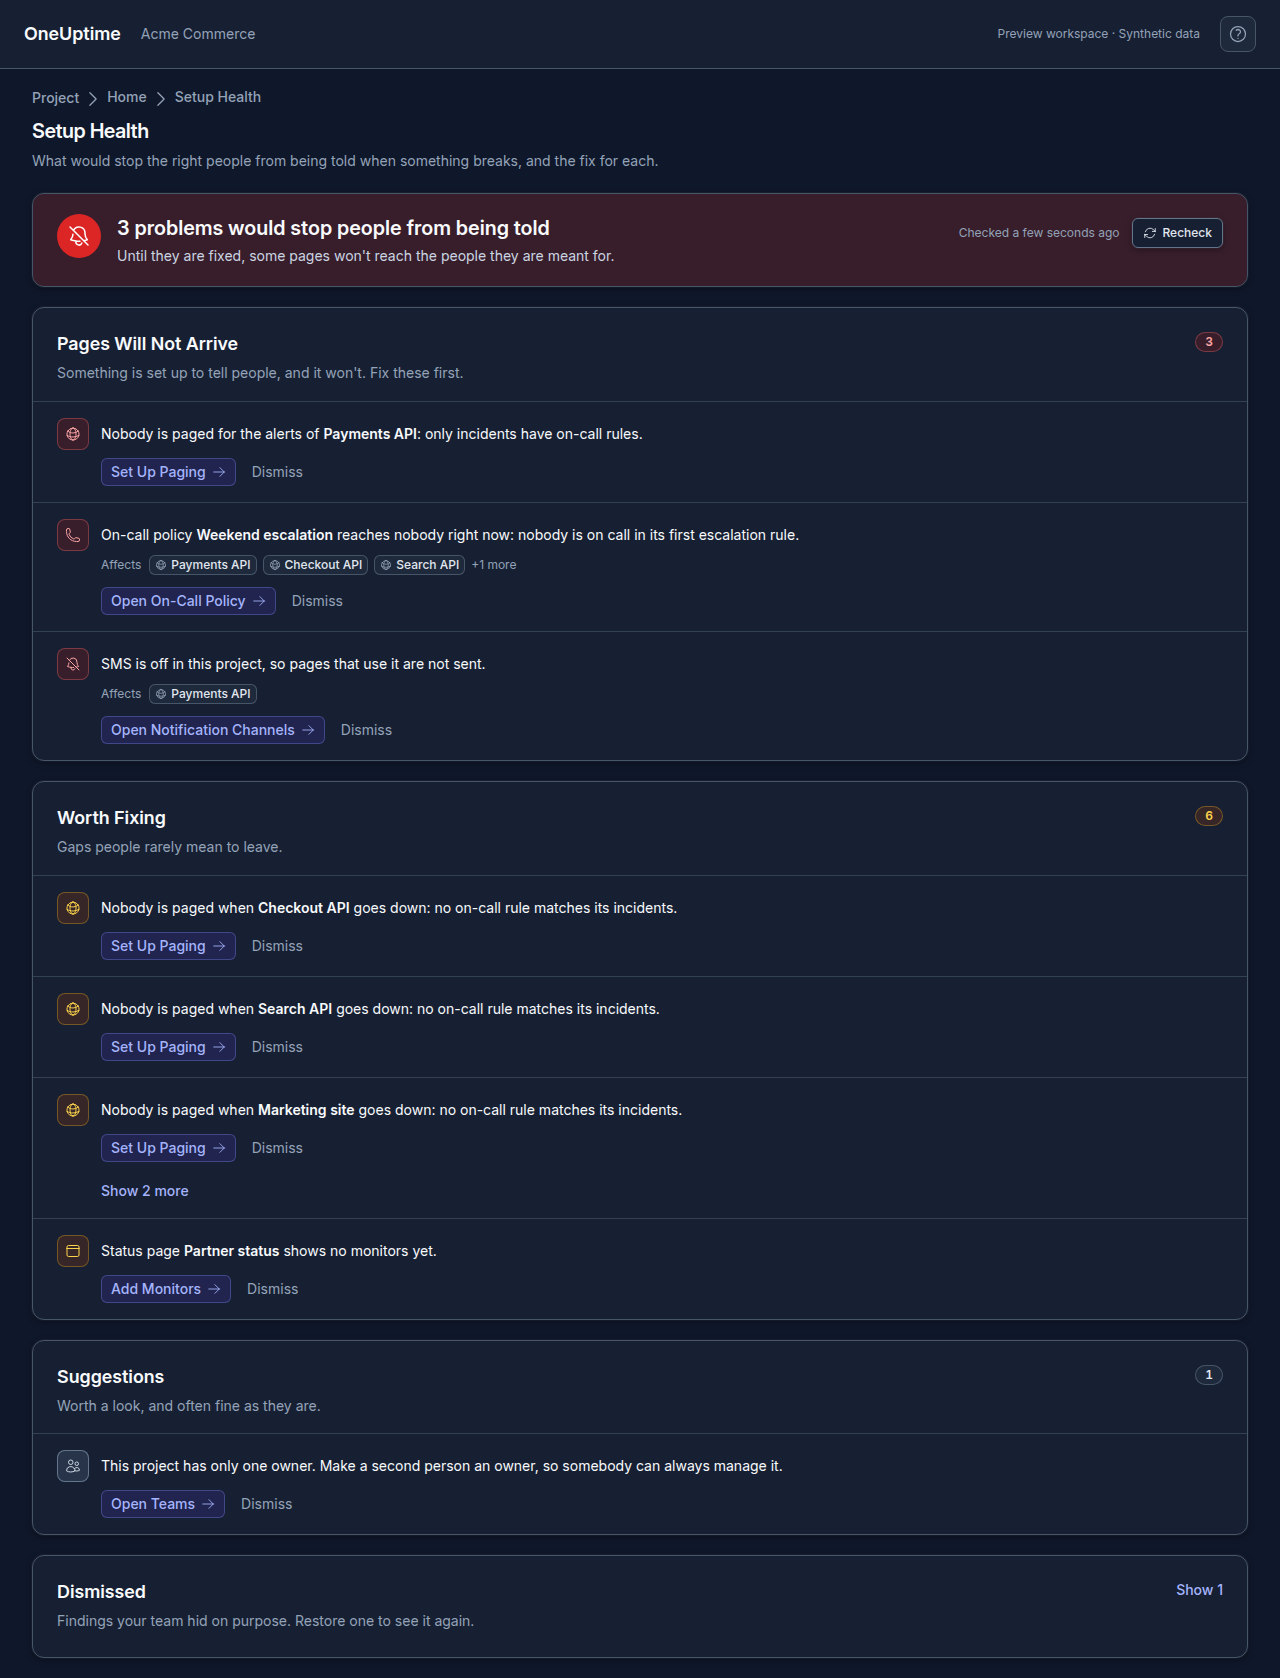 OneUptime Acme Commerce Preview workspace · Synthetic data
Project Home Setup Health
Setup Health
What would stop the right people from being told when something breaks, and the fix for each.
3 problems would stop people from being told
Until they are fixed, some pages won't reach the people they are meant for.
Checked a few seconds ago Recheck
Pages Will Not Arrive 3
Something is set up to tell people, and it won't. Fix these first.
Nobody is paged for the alerts of Payments API: only incidents have on-call rules.
Set Up Paging Dismiss
On-call policy Weekend escalation reaches nobody right now: nobody is on call in its first escalation rule.
Affects Payments API Checkout API Search API +1 more
Open On-Call Policy Dismiss
SMS is off in this project, so pages that use it are not sent.
Affects Payments API
Open Notification Channels Dismiss
Worth Fixing 6
Gaps people rarely mean to leave.
Nobody is paged when Checkout API goes down: no on-call rule matches its incidents.
Set Up Paging Dismiss
Nobody is paged when Search API goes down: no on-call rule matches its incidents.
Set Up Paging Dismiss
Nobody is paged when Marketing site goes down: no on-call rule matches its incidents.
Set Up Paging Dismiss
Show 2 more
Status page Partner status shows no monitors yet.
Add Monitors Dismiss
Suggestions 1
Worth a look, and often fine as they are.
This project has only one owner. Make a second person an owner, so somebody can always manage it.
Open Teams Dismiss
Dismissed Show 1
Findings your team hid on purpose. Restore one to see it again.